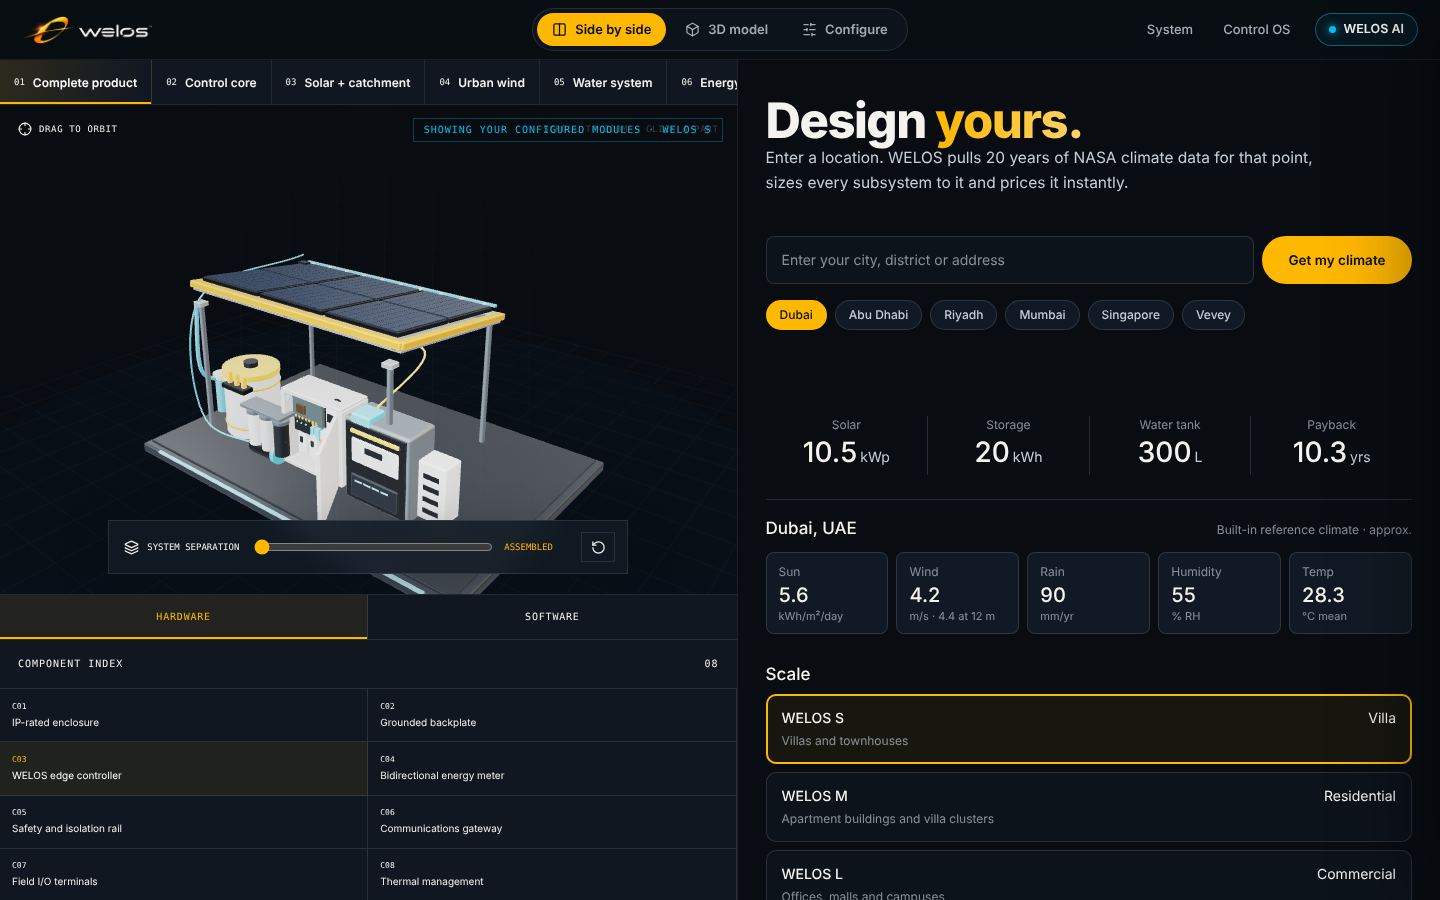 welos
Side by side
3D model
Configure
System
Control OS
WELOS AI
01 Complete product
02 Control core
03 Solar + catchment
04 Urban wind
05 Water system
06 Energy
DRAG TO ORBIT
SHOWING YOUR CONFIGURED MODULES · WELOS S
SYSTEM SEPARATION
ASSEMBLED
HARDWARE
SOFTWARE
COMPONENT INDEX
08
C01
IP-rated enclosure
C02
Grounded backplate
C03
WELOS edge controller
C04
Bidirectional energy meter
C05
Safety and isolation rail
C06
Communications gateway
C07
Field I/O terminals
C08
Thermal management
Design yours.
Enter a location. WELOS pulls 20 years of NASA climate data for that point,
sizes every subsystem to it and prices it instantly.
Enter your city, district or address
Get my climate
Dubai
Abu Dhabi
Riyadh
Mumbai
Singapore
Vevey
Solar
10.5 kWp
Storage
20 kWh
Water tank
300 L
Payback
10.3 yrs
Dubai, UAE
Built-in reference climate · approx.
Sun
5.6
kWh/m²/day
Wind
4.2
m/s · 4.4 at 12 m
Rain
90
mm/yr
Humidity
55
% RH
Temp
28.3
°C mean
Scale
WELOS S
Villa
Villas and townhouses
WELOS M
Residential
Apartment buildings and villa clusters
WELOS L
Commercial
Offices, malls and campuses